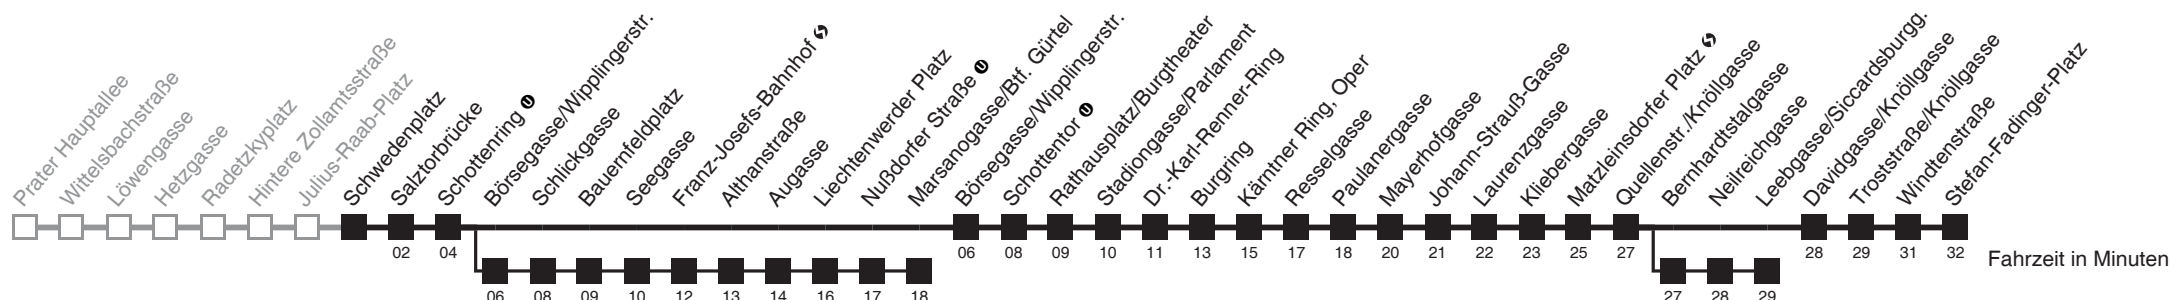 Prater Hauptallee
Wittelsbachstraße
Löwengasse
Hetzgasse
Radetzkyplatz
Hintere Zollamtsstraße
Julius-Raab-Platz
Schwedenplatz
Salztorbrücke
Schottenring U
Börsegasse/Wipplingerstr.
Schlickgasse
Bauernfeldplatz
Seegasse
Franz-Josefs-Bahnhof S
Althanstraße
Augasse
Liechtenwerder Platz
Nußdorfer Straße U
Marsanogasse/Btf. Gürtel
Börsegasse/Wipplingerstr.
Schottentor U
Rathausplatz/Burgtheater
Stadiongasse/Parlament
Dr.-Karl-Renner-Ring
Burgring
Kärntner Ring, Oper
Resselgasse
Paulanergasse
Mayerhofgasse
Johann-Strauß-Gasse
Laurenzgasse
Kliebergasse
Matzleinsdorfer Platz S
Quellenstr./Knöllgasse
Bernhardtstalgasse
Neilreichgasse
Leebgasse/Siccardsburgg.
Davidgasse/Knöllgasse
Troststraße/Knöllgasse
Windtenstraße
Stefan-Fadinger-Platz
02 04 06 08 09 10 11 13 15 17 18 20 21 22 23 25 27 28 29 31 32
Fahrzeit in Minuten
06 08 09 10 12 13 14 16 17 18 27 28 29